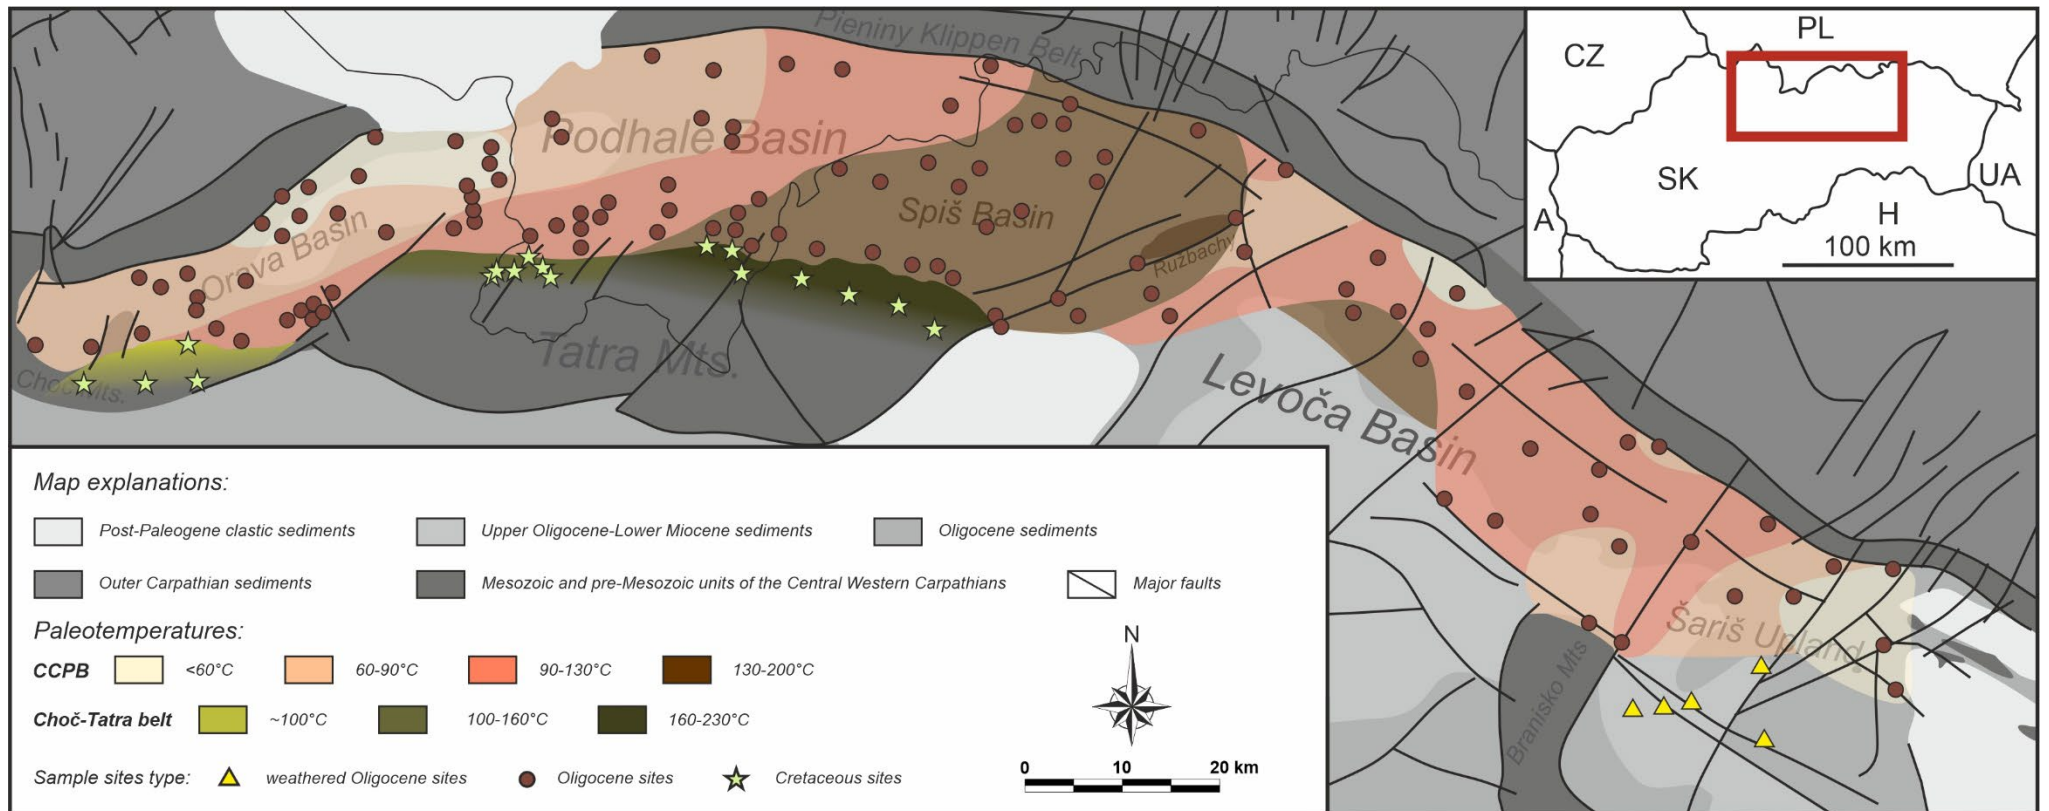 Pieniny Klippen Belt
Podhale Basin
Orava Basin
Spiš Basin
Ružbachy
Tatra Mts.
Choč Mts.
Levoča Basin
Šariš Upland
Branisko Mts
CZ
PL
SK
UA
A
H
100 km
Map explanations:
Post-Paleogene clastic sediments
Upper Oligocene-Lower Miocene sediments
Oligocene sediments
Outer Carpathian sediments
Mesozoic and pre-Mesozoic units of the Central Western Carpathians
Major faults
Paleotemperatures:
CCPB
<60°C
60-90°C
90-130°C
130-200°C
Choč-Tatra belt
~100°C
100-160°C
160-230°C
Sample sites type:
weathered Oligocene sites
Oligocene sites
Cretaceous sites
N
0 10 20 km